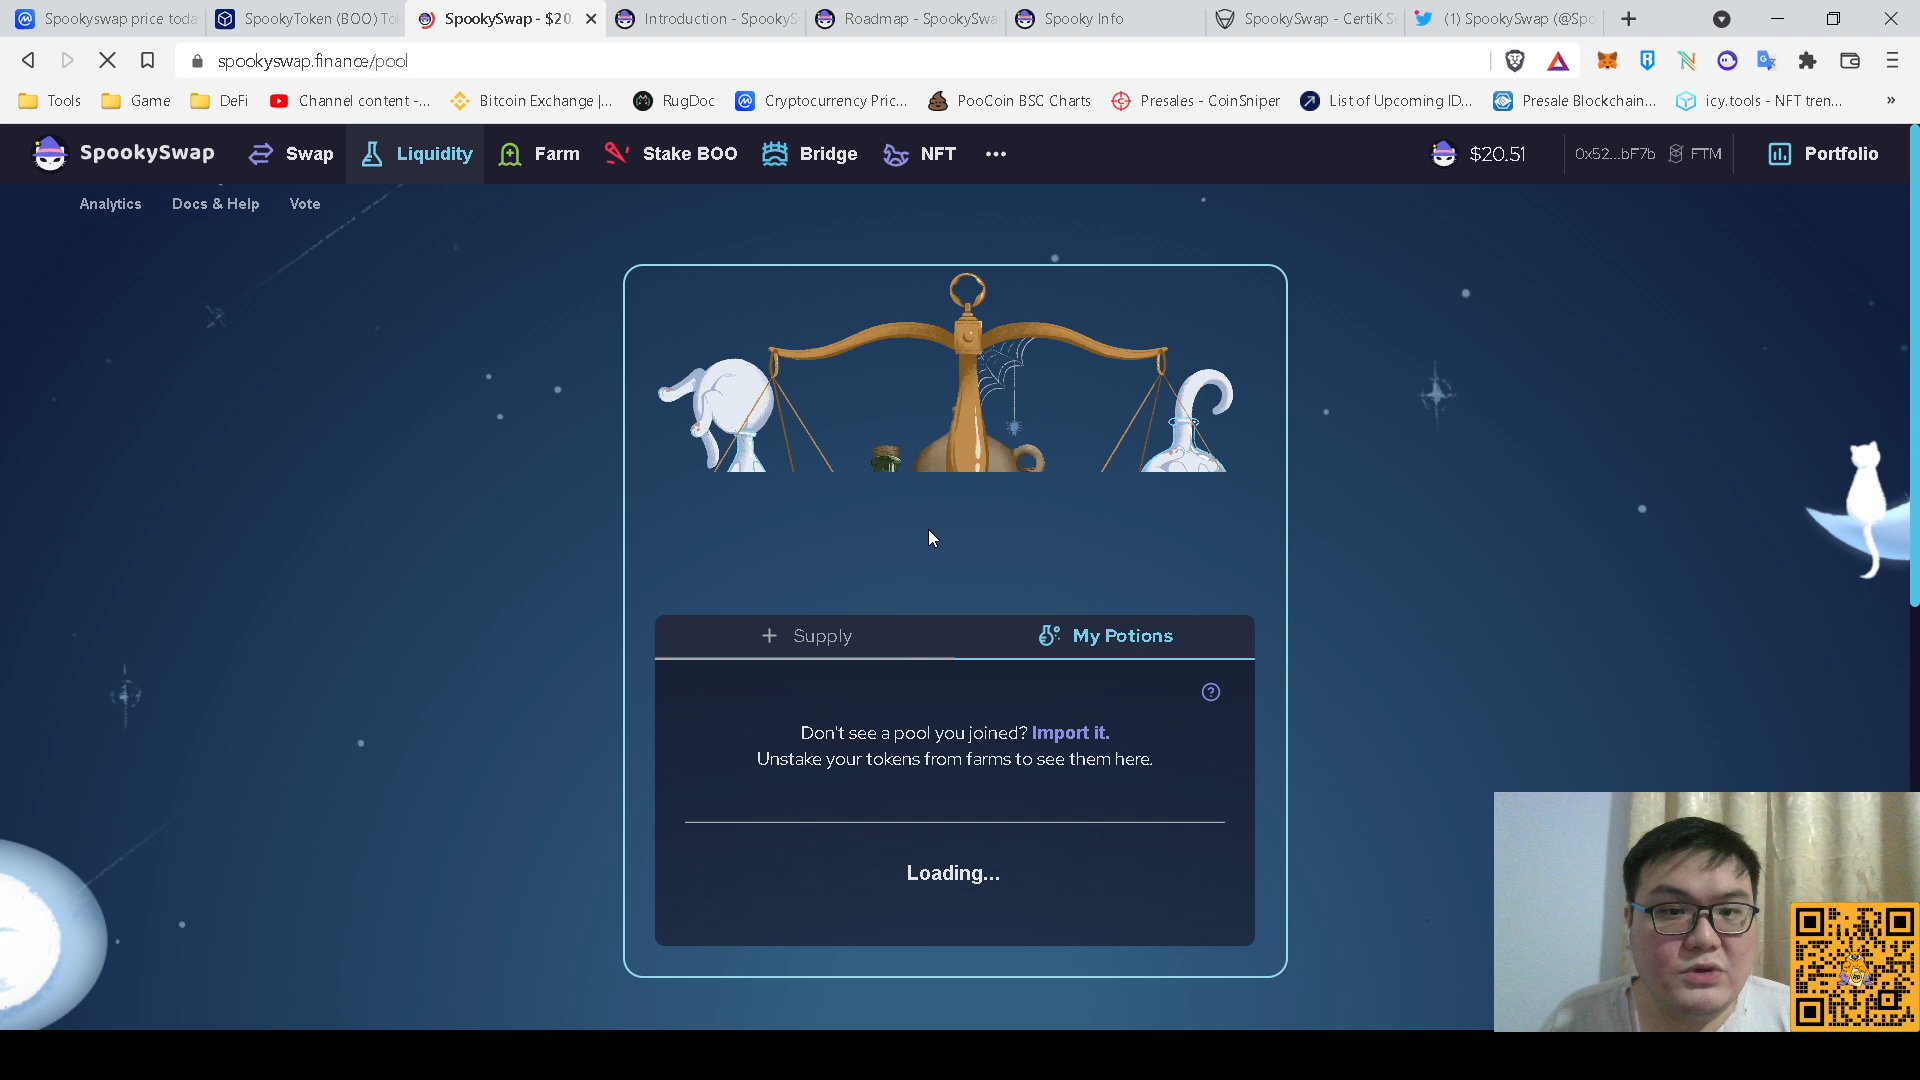 Spookyswap price toda
SpookyToken (BOO) Tok
SpookySwap - $20.
Introduction - SpookyS
Roadmap - SpookySwa
Spooky Info
SpookySwap - CertiK Se
(1) SpookySwap (@Spo
spookyswap.finance/pool
Tools
Game
DeFi
Channel content -...
Bitcoin Exchange |...
RugDoc
Cryptocurrency Pric...
PooCoin BSC Charts
Presales - CoinSniper
List of Upcoming ID...
Presale Blockchain...
icy.tools - NFT tren...
SpookySwap
Swap
Liquidity
Farm
Stake BOO
Bridge
NFT
$20.51
0x52...bF7b
FTM
Portfolio
Analytics
Docs & Help
Vote
Supply
My Potions
Don't see a pool you joined? Import it.
Unstake your tokens from farms to see them here.
Loading...